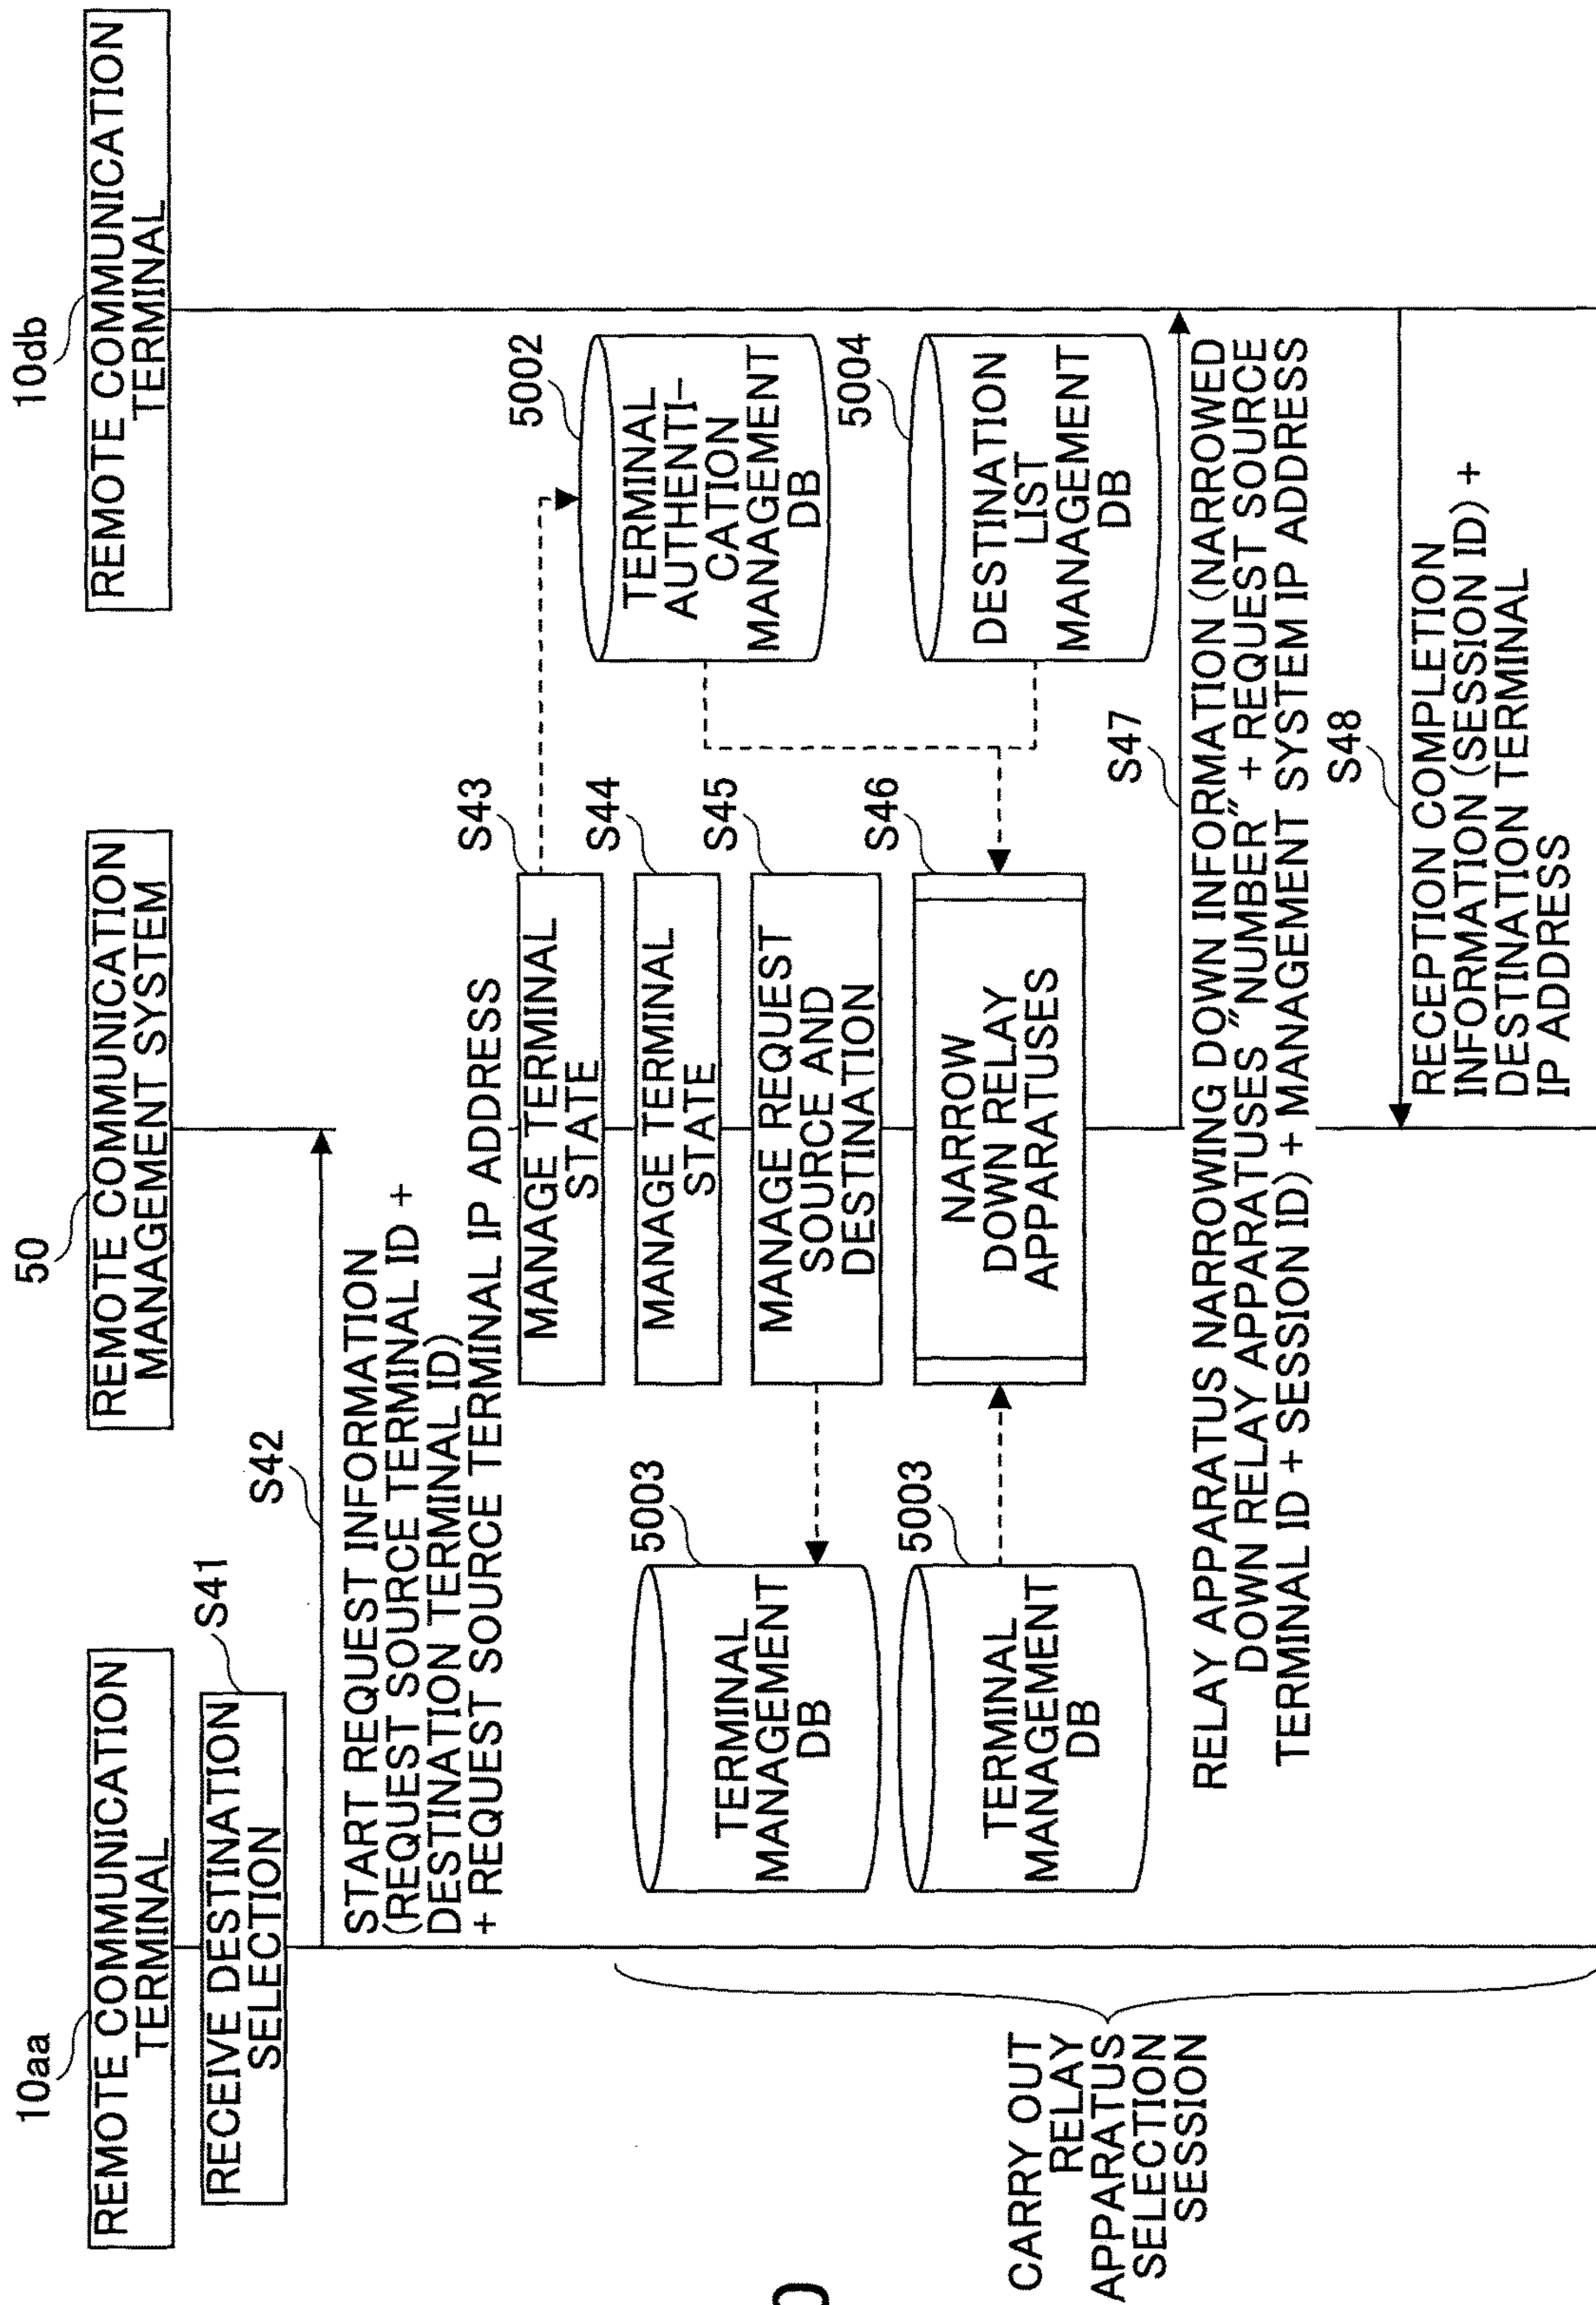 10aa
REMOTE COMMUNICATION
TERMINAL
50
REMOTE COMMUNICATION
MANAGEMENT SYSTEM
10db
REMOTE COMMUNICATION
TERMINAL
S41
RECEIVE DESTINATION
SELECTION
S42
START REQUEST INFORMATION
(REQUEST SOURCE TERMINAL ID +
DESTINATION TERMINAL ID)
+ REQUEST SOURCE TERMINAL IP ADDRESS
S43
MANAGE TERMINAL
STATE
5002
TERMINAL
AUTHENTI-
CATION
MANAGEMENT
DB
S44
MANAGE TERMINAL
STATE
5003
TERMINAL
MANAGEMENT
DB
S45
MANAGE REQUEST
SOURCE AND
DESTINATION
5004
DESTINATION
LIST
MANAGEMENT
DB
5003
TERMINAL
MANAGEMENT
DB
S46
NARROW
DOWN RELAY
APPARATUSES
CARRY OUT
RELAY
APPARATUS
SELECTION
SESSION
S47
RELAY APPARATUS NARROWING DOWN INFORMATION (NARROWED
DOWN RELAY APPARATUSES "NUMBER" + REQUEST SOURCE
TERMINAL ID + SESSION ID) + MANAGEMENT SYSTEM IP ADDRESS
S48
RECEPTION COMPLETION
INFORMATION (SESSION ID) +
DESTINATION TERMINAL
IP ADDRESS